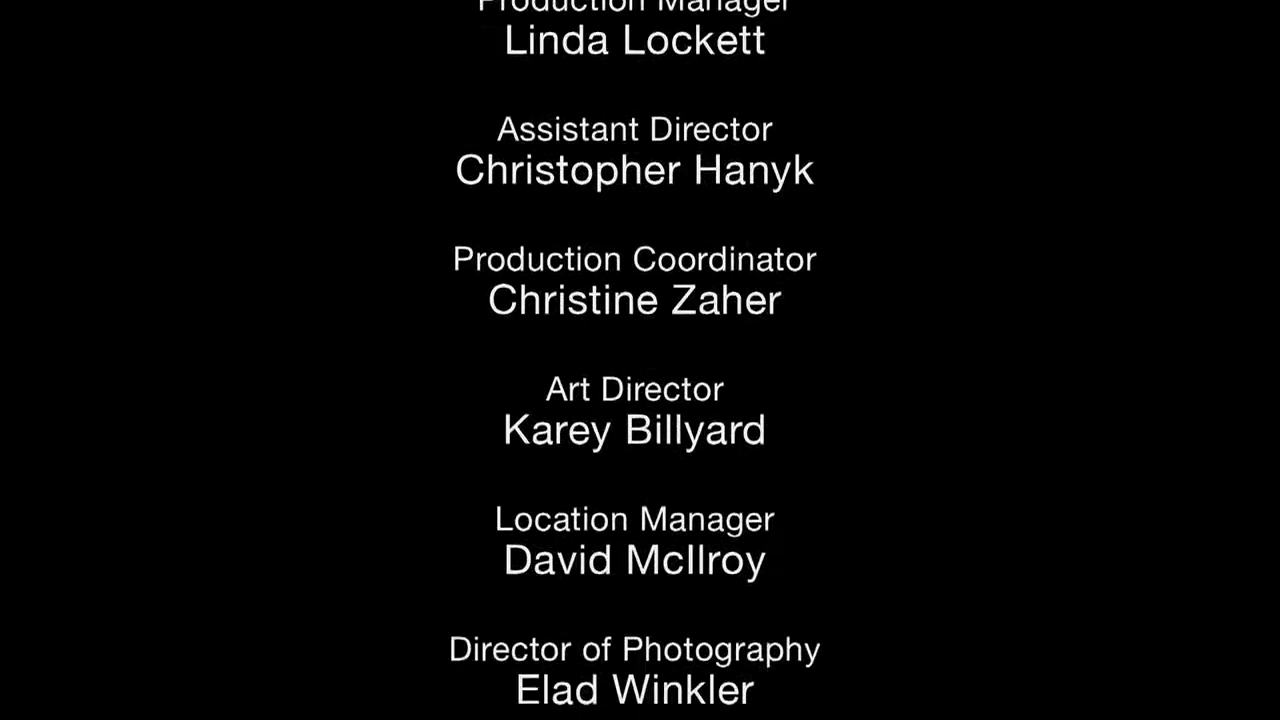 Production Manager
Linda Lockett
Assistant Director
Christopher Hanyk
Production Coordinator
Christine Zaher
Art Director
Karey Billyard
Location Manager
David McIlroy
Director of Photography
Elad Winkler